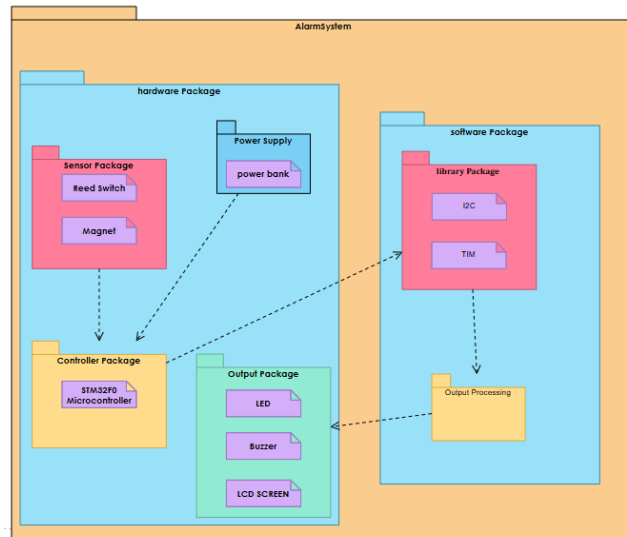 AlarmSystem
hardware Package
Sensor Package
Reed Switch
Magnet
Power Supply
power bank
Controller Package
STM32F0
Microcontroller
Output Package
LED
Buzzer
LCD SCREEN
software Package
library Package
I2C
TIM
Output Processing